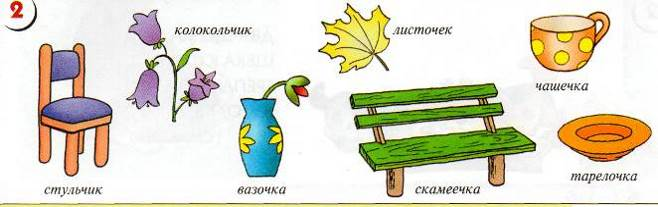 2
колокольчик
листочек
чашечка
стульчик
вазочка
скамеечка
тарелочка